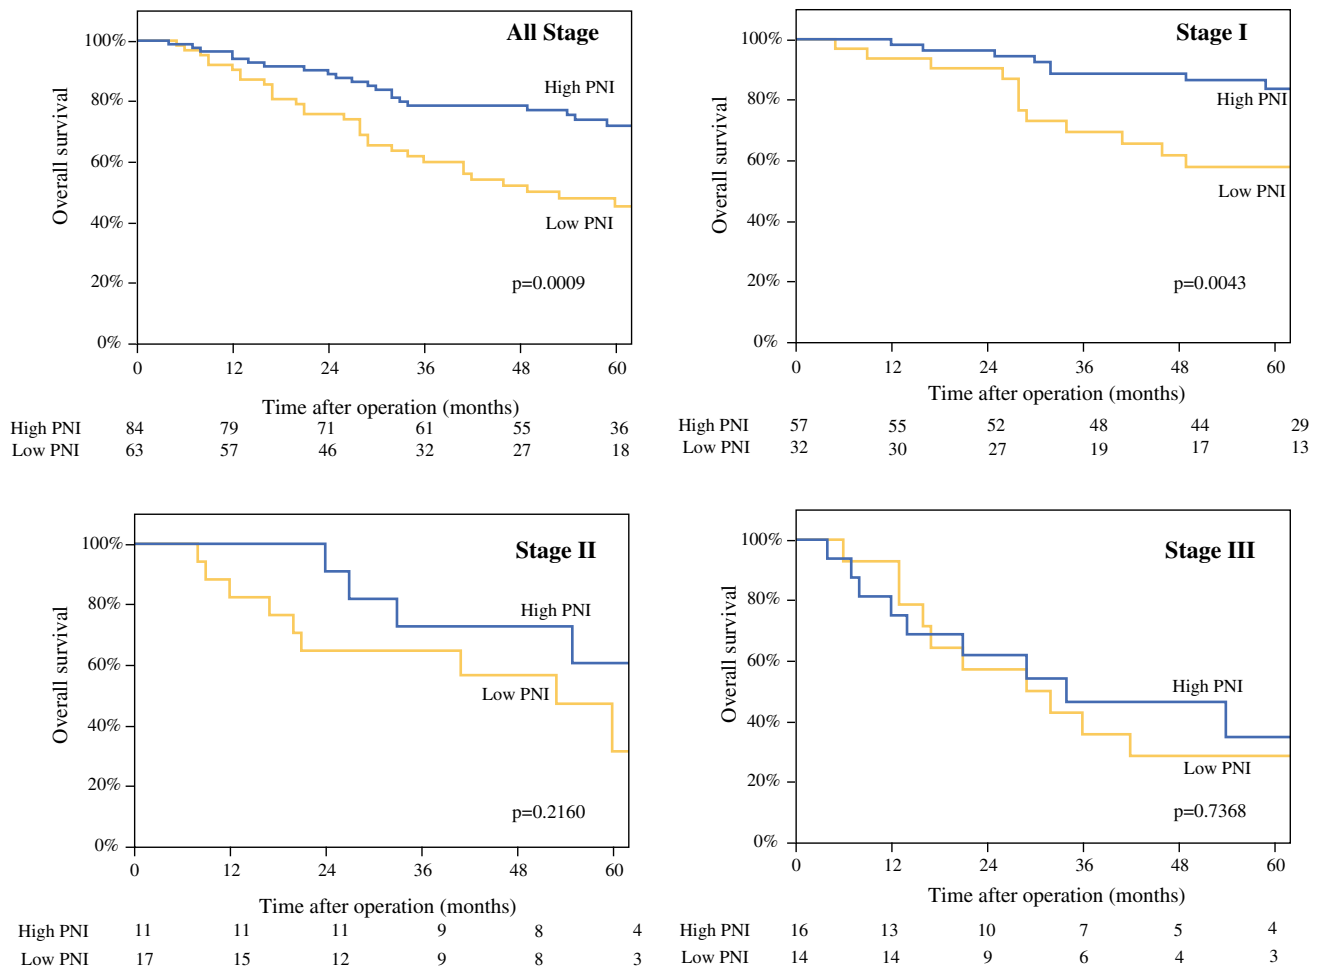 All Stage
100%
80%
60%
40%
20%
0%
Overall survival
High PNI
Low PNI
p=0.0009
0 12 24 36 48 60
Time after operation (months)
High PNI 84 79 71 61 55 36
Low PNI 63 57 46 32 27 18
Stage I
100%
80%
60%
40%
20%
0%
Overall survival
High PNI
Low PNI
p=0.0043
0 12 24 36 48 60
Time after operation (months)
High PNI 57 55 52 48 44 29
Low PNI 32 30 27 19 17 13
Stage II
100%
80%
60%
40%
20%
0%
Overall survival
High PNI
Low PNI
p=0.2160
0 12 24 36 48 60
Time after operation (months)
High PNI 11 11 11 9 8 4
Low PNI 17 15 12 9 8 3
Stage III
100%
80%
60%
40%
20%
0%
Overall survival
High PNI
Low PNI
p=0.7368
0 12 24 36 48 60
Time after operation (months)
High PNI 16 13 10 7 5 4
Low PNI 14 14 9 6 4 3